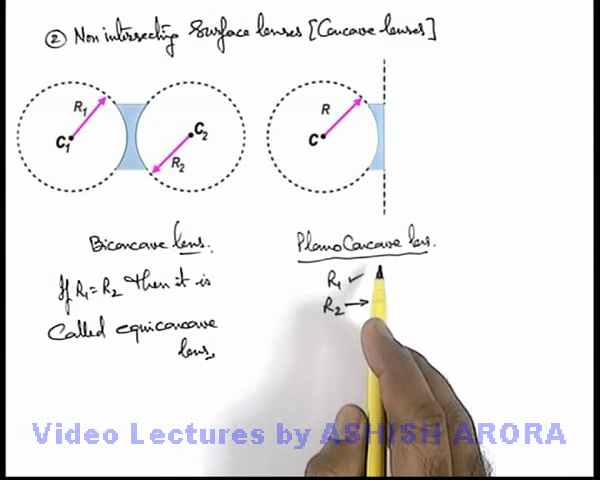 ② Non intersecting Surface lenses [Concave lenses]
R1
C1
C2
R2
R
C
Biconcave lens.
If R1 = R2 then it is
Called equiconcave
lens
Plano Concave lens.
R1 ✓
R2 →
Video Lectures by ASHISH ARORA